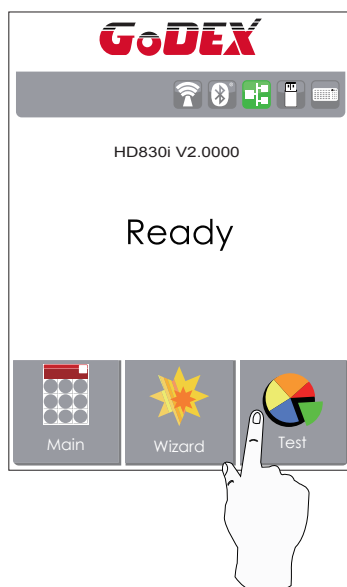 GoDEX
HD830i V2.0000
Ready
Main
Wizard
Test